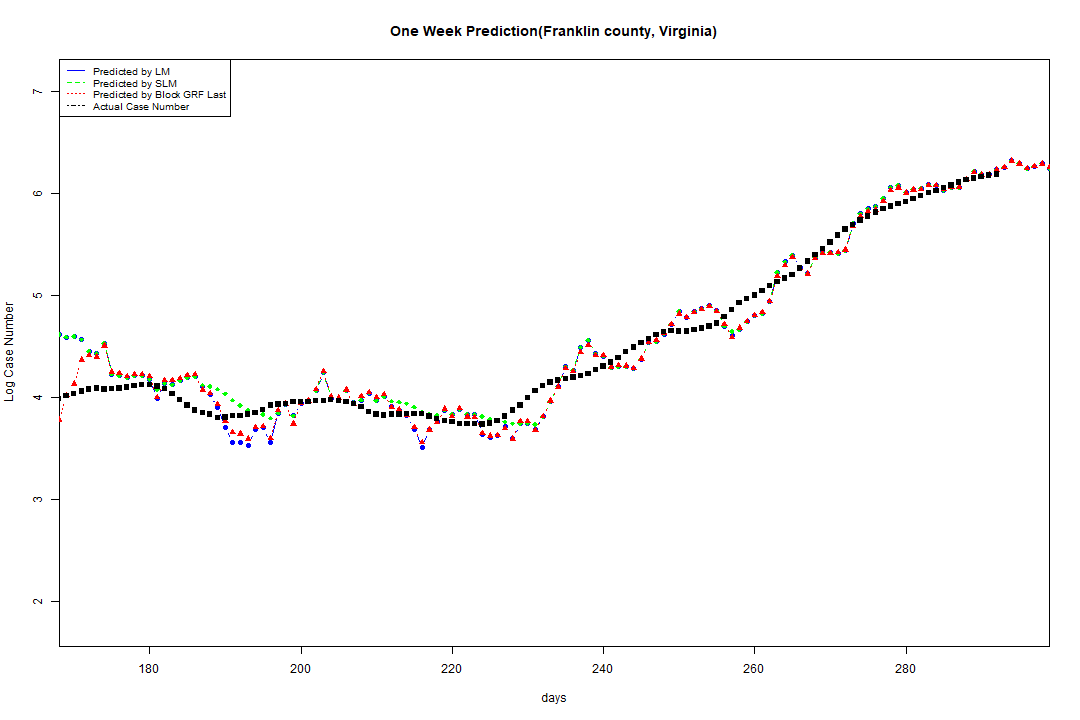 One Week Prediction(Franklin county, Virginia)
Predicted by LM
Predicted by SLM
Predicted by Block GRF Last
Actual Case Number
7
6
5
4
3
2
Log Case Number
180 200 220 240 260 280
days